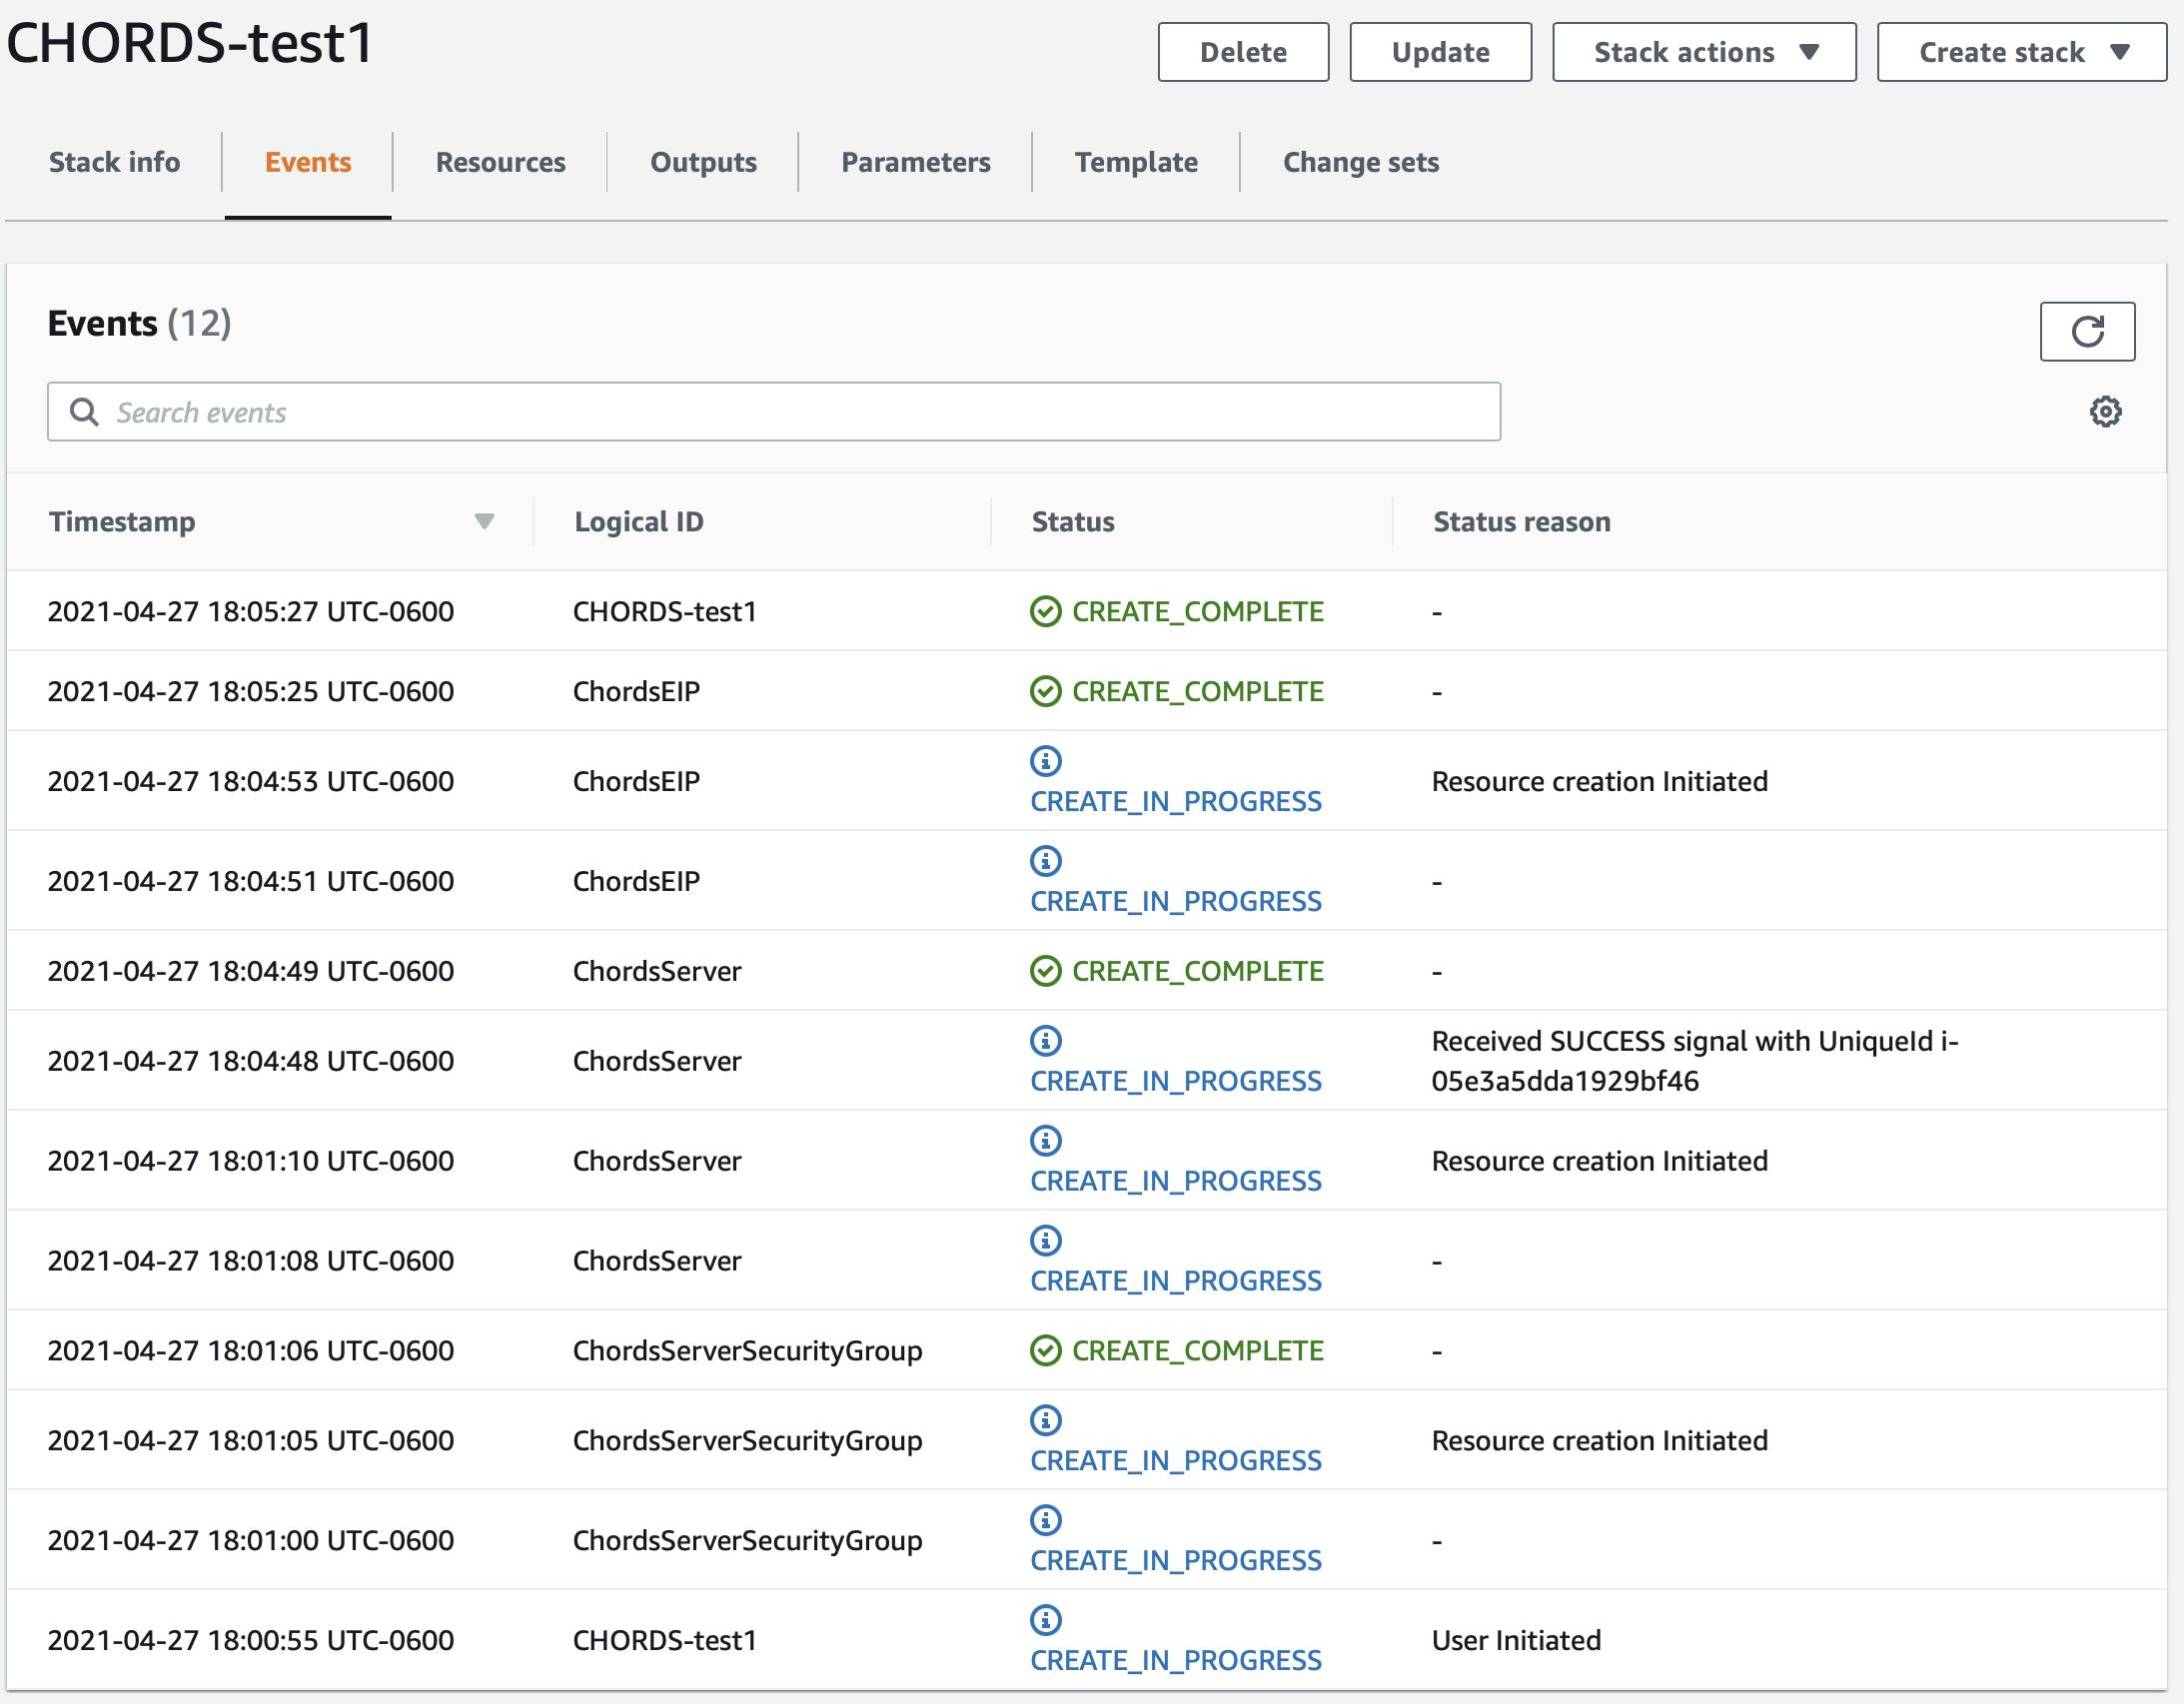 CHORDS-test1
Delete
Update
Stack actions
Create stack
Stack info
Events
Resources
Outputs
Parameters
Template
Change sets
Events (12)
Search events
Timestamp Logical ID Status Status reason
2021-04-27 18:05:27 UTC-0600 CHORDS-test1 CREATE_COMPLETE -
2021-04-27 18:05:25 UTC-0600 ChordsEIP CREATE_COMPLETE -
2021-04-27 18:04:53 UTC-0600 ChordsEIP CREATE_IN_PROGRESS Resource creation Initiated
2021-04-27 18:04:51 UTC-0600 ChordsEIP CREATE_IN_PROGRESS -
2021-04-27 18:04:49 UTC-0600 ChordsServer CREATE_COMPLETE -
2021-04-27 18:04:48 UTC-0600 ChordsServer CREATE_IN_PROGRESS Received SUCCESS signal with UniqueId i-
05e3a5dda1929bf46
2021-04-27 18:01:10 UTC-0600 ChordsServer CREATE_IN_PROGRESS Resource creation Initiated
2021-04-27 18:01:08 UTC-0600 ChordsServer CREATE_IN_PROGRESS -
2021-04-27 18:01:06 UTC-0600 ChordsServerSecurityGroup CREATE_COMPLETE -
2021-04-27 18:01:05 UTC-0600 ChordsServerSecurityGroup CREATE_IN_PROGRESS Resource creation Initiated
2021-04-27 18:01:00 UTC-0600 ChordsServerSecurityGroup CREATE_IN_PROGRESS -
2021-04-27 18:00:55 UTC-0600 CHORDS-test1 CREATE_IN_PROGRESS User Initiated